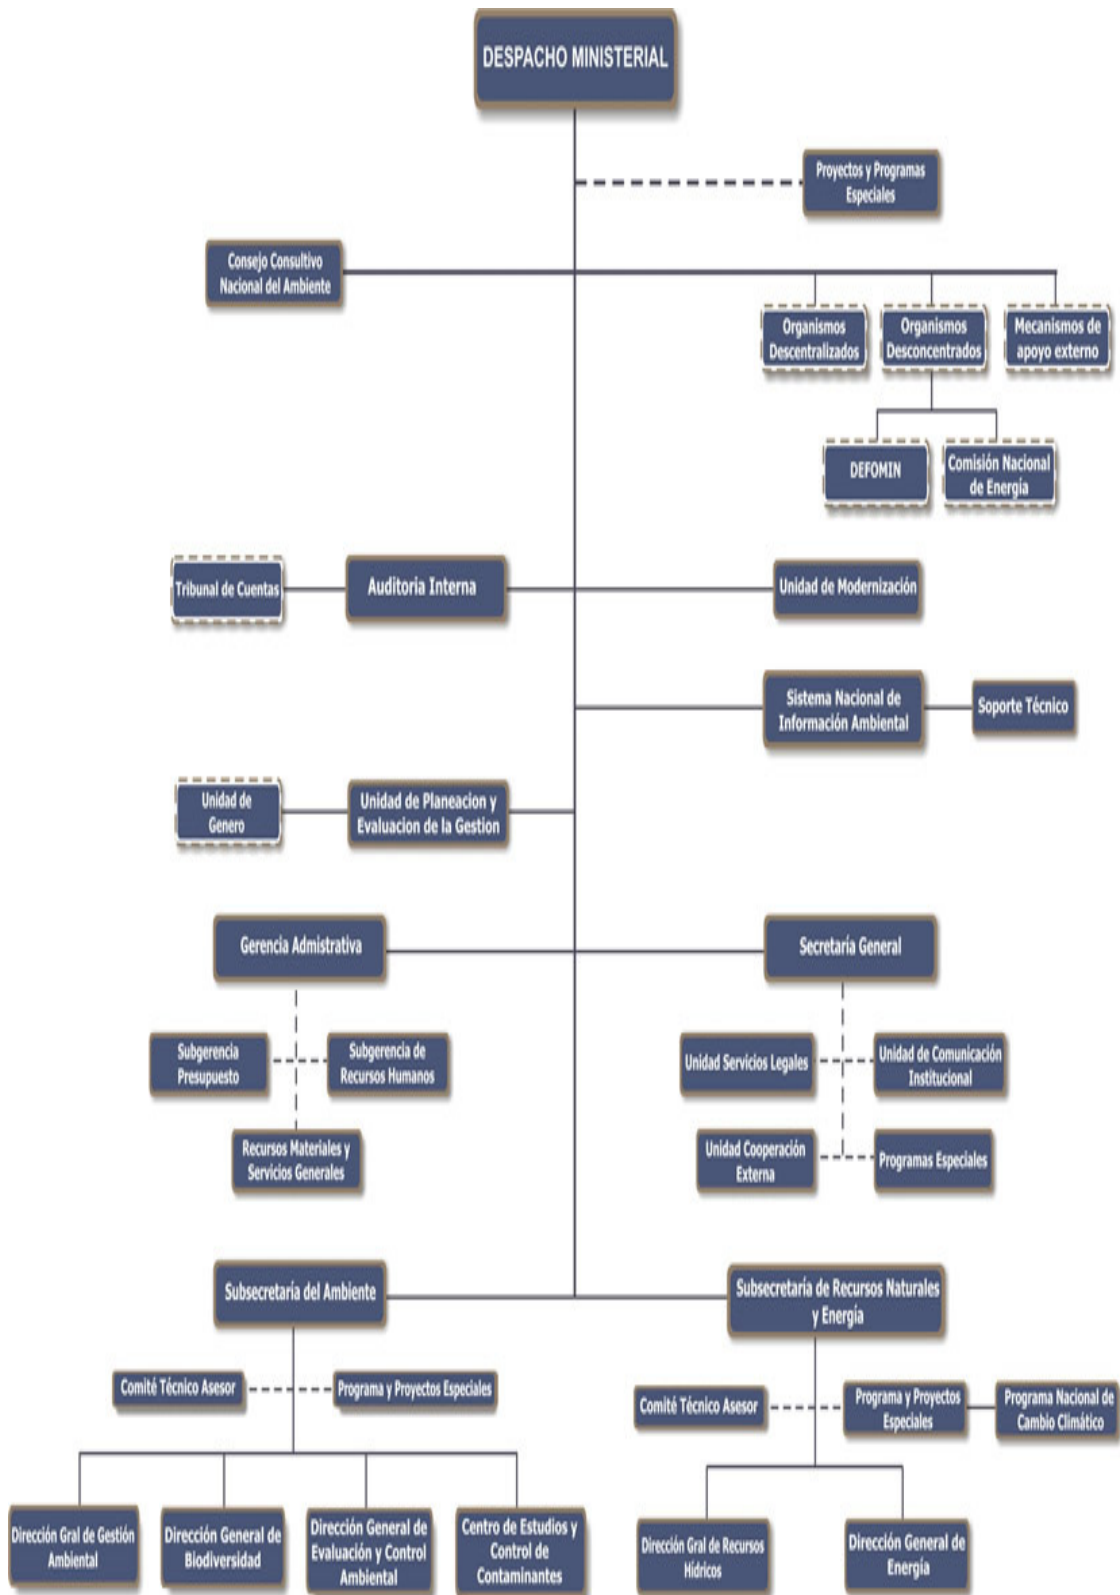 DESPACHO MINISTERIAL
Proyectos y Programas
Especiales
Consejo Consultivo
Nacional del Ambiente
Organismos
Descentralizados
Organismos
Desconcentrados
Mecanismos de
apoyo externo
DEFOMIN
Comisión Nacional
de Energía
Tribunal de Cuentas
Auditoria Interna
Unidad de Modernización
Sistema Nacional de
Información Ambiental
Soporte Técnico
Unidad de
Genero
Unidad de Planeacion y
Evaluacion de la Gestion
Gerencia Admistrativa
Secretaría General
Subgerencia
Presupuesto
Subgerencia de
Recursos Humanos
Unidad Servicios Legales
Unidad de Comunicación
Institucional
Recursos Materiales y
Servicios Generales
Unidad Cooperación
Externa
Programas Especiales
Subsecretaría del Ambiente
Subsecretaría de Recursos Naturales
y Energía
Comité Técnico Asesor
Programa y Proyectos Especiales
Comité Técnico Asesor
Programa y Proyectos
Especiales
Programa Nacional de
Cambio Climático
Dirección Gral de Gestión
Ambiental
Dirección General de
Biodiversidad
Dirección General de
Evaluación y Control
Ambiental
Centro de Estudios y
Control de
Contaminantes
Dirección Gral de Recursos
Hídricos
Dirección General de
Energía